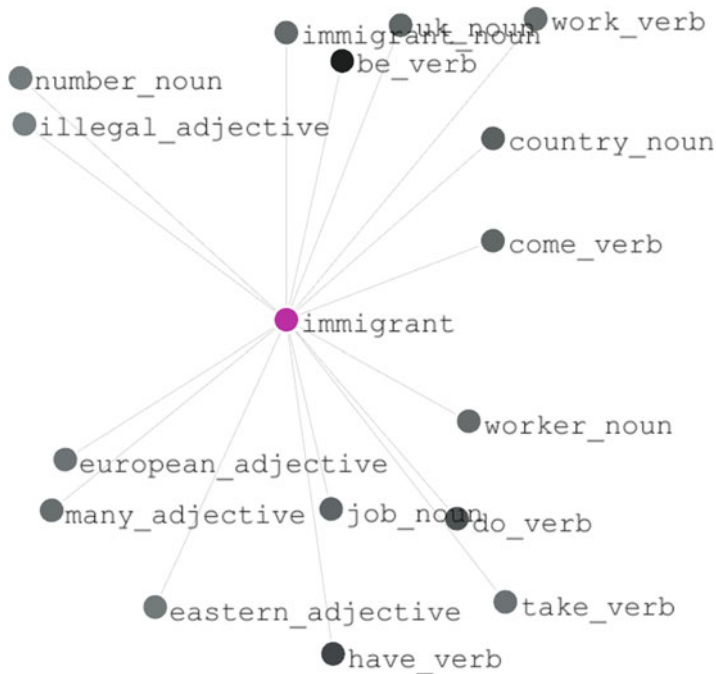 uk_noun
work_verb
immigrant_noun
be_verb
number_noun
illegal_adjective
country_noun
come_verb
immigrant
worker_noun
european_adjective
many_adjective
job_noun
do_verb
eastern_adjective
take_verb
have_verb